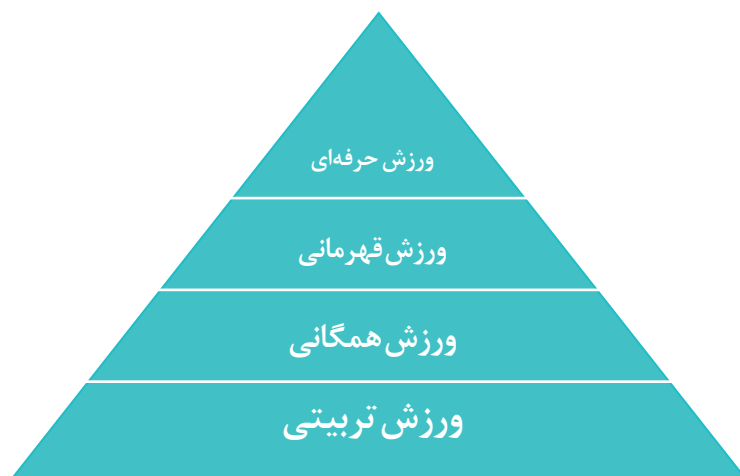 ورزش حرفه‌ای
ورزش قهرمانی
ورزش همگانی
ورزش تربیتی